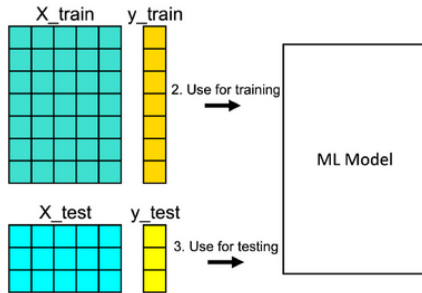 X_train y_train
2. Use for training
ML Model
X_test y_test
3. Use for testing